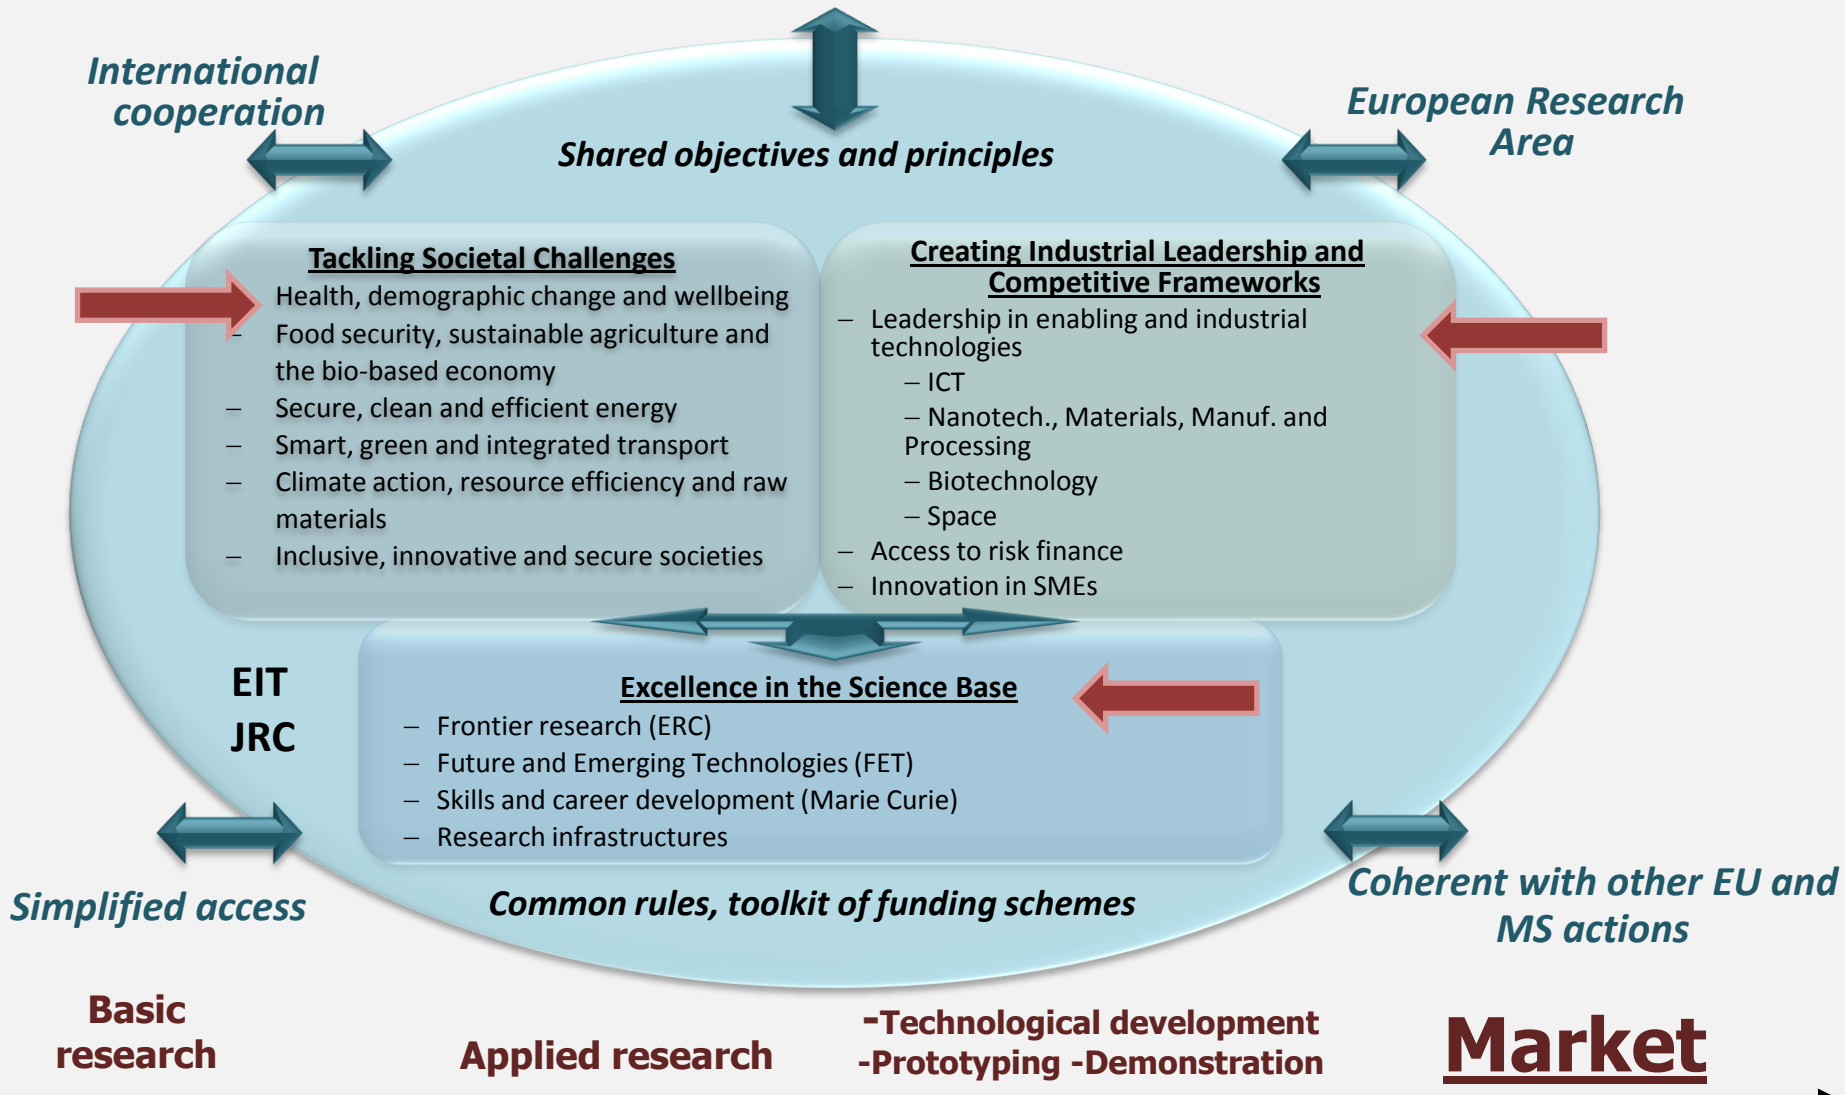 International
cooperation
European Research
Area
Shared objectives and principles
Tackling Societal Challenges
Health, demographic change and wellbeing
– Food security, sustainable agriculture and
the bio-based economy
– Secure, clean and efficient energy
– Smart, green and integrated transport
– Climate action, resource efficiency and raw
materials
– Inclusive, innovative and secure societies
Creating Industrial Leadership and
Competitive Frameworks
– Leadership in enabling and industrial
technologies
– ICT
– Nanotech., Materials, Manuf. and
Processing
– Biotechnology
– Space
– Access to risk finance
– Innovation in SMEs
EIT
JRC
Excellence in the Science Base
– Frontier research (ERC)
– Future and Emerging Technologies (FET)
– Skills and career development (Marie Curie)
– Research infrastructures
Simplified access
Common rules, toolkit of funding schemes
Coherent with other EU and
MS actions
Basic
research
Applied research
-Technological development
-Prototyping -Demonstration
Market